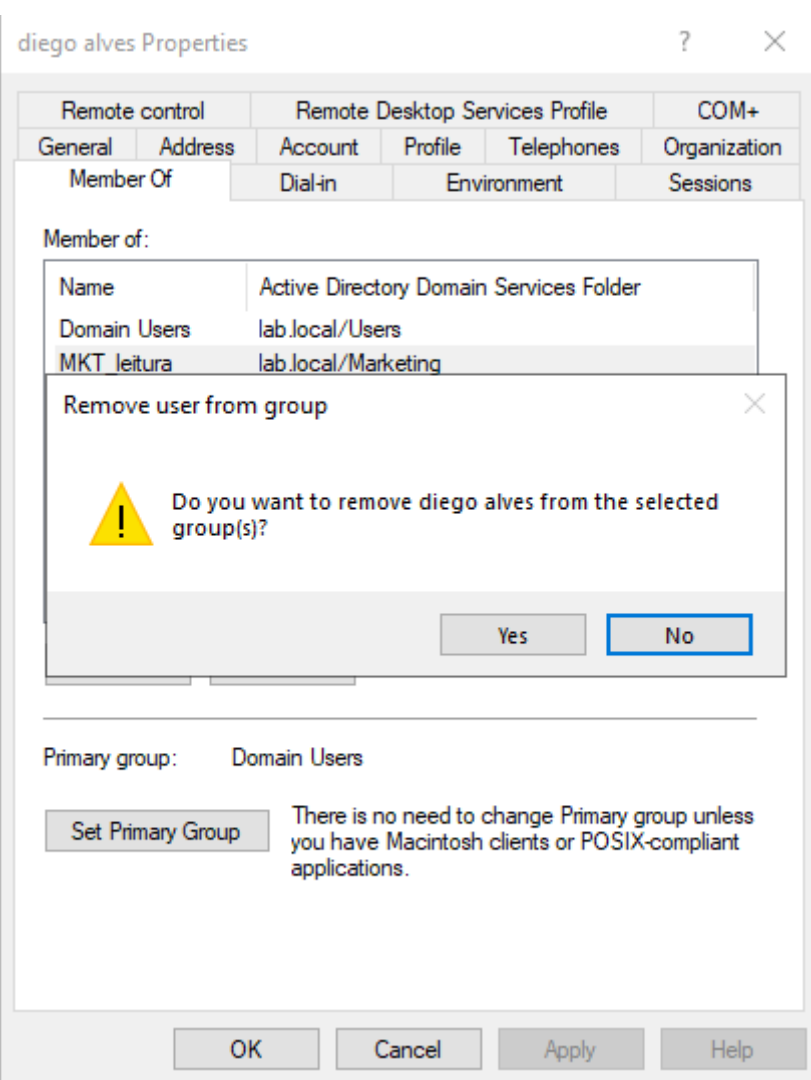 diego alves Properties
?
Remote control Remote Desktop Services Profile COM+
General Address Account Profile Telephones Organization
Member Of Dial-in Environment Sessions
Member of:
Name Active Directory Domain Services Folder
Domain Users lab.local/Users
MKT_leitura lab.local/Marketing
Remove user from group
Do you want to remove diego alves from the selected
group(s)?
Yes No
Primary group: Domain Users
Set Primary Group
There is no need to change Primary group unless
you have Macintosh clients or POSIX-compliant
applications.
OK Cancel Apply Help